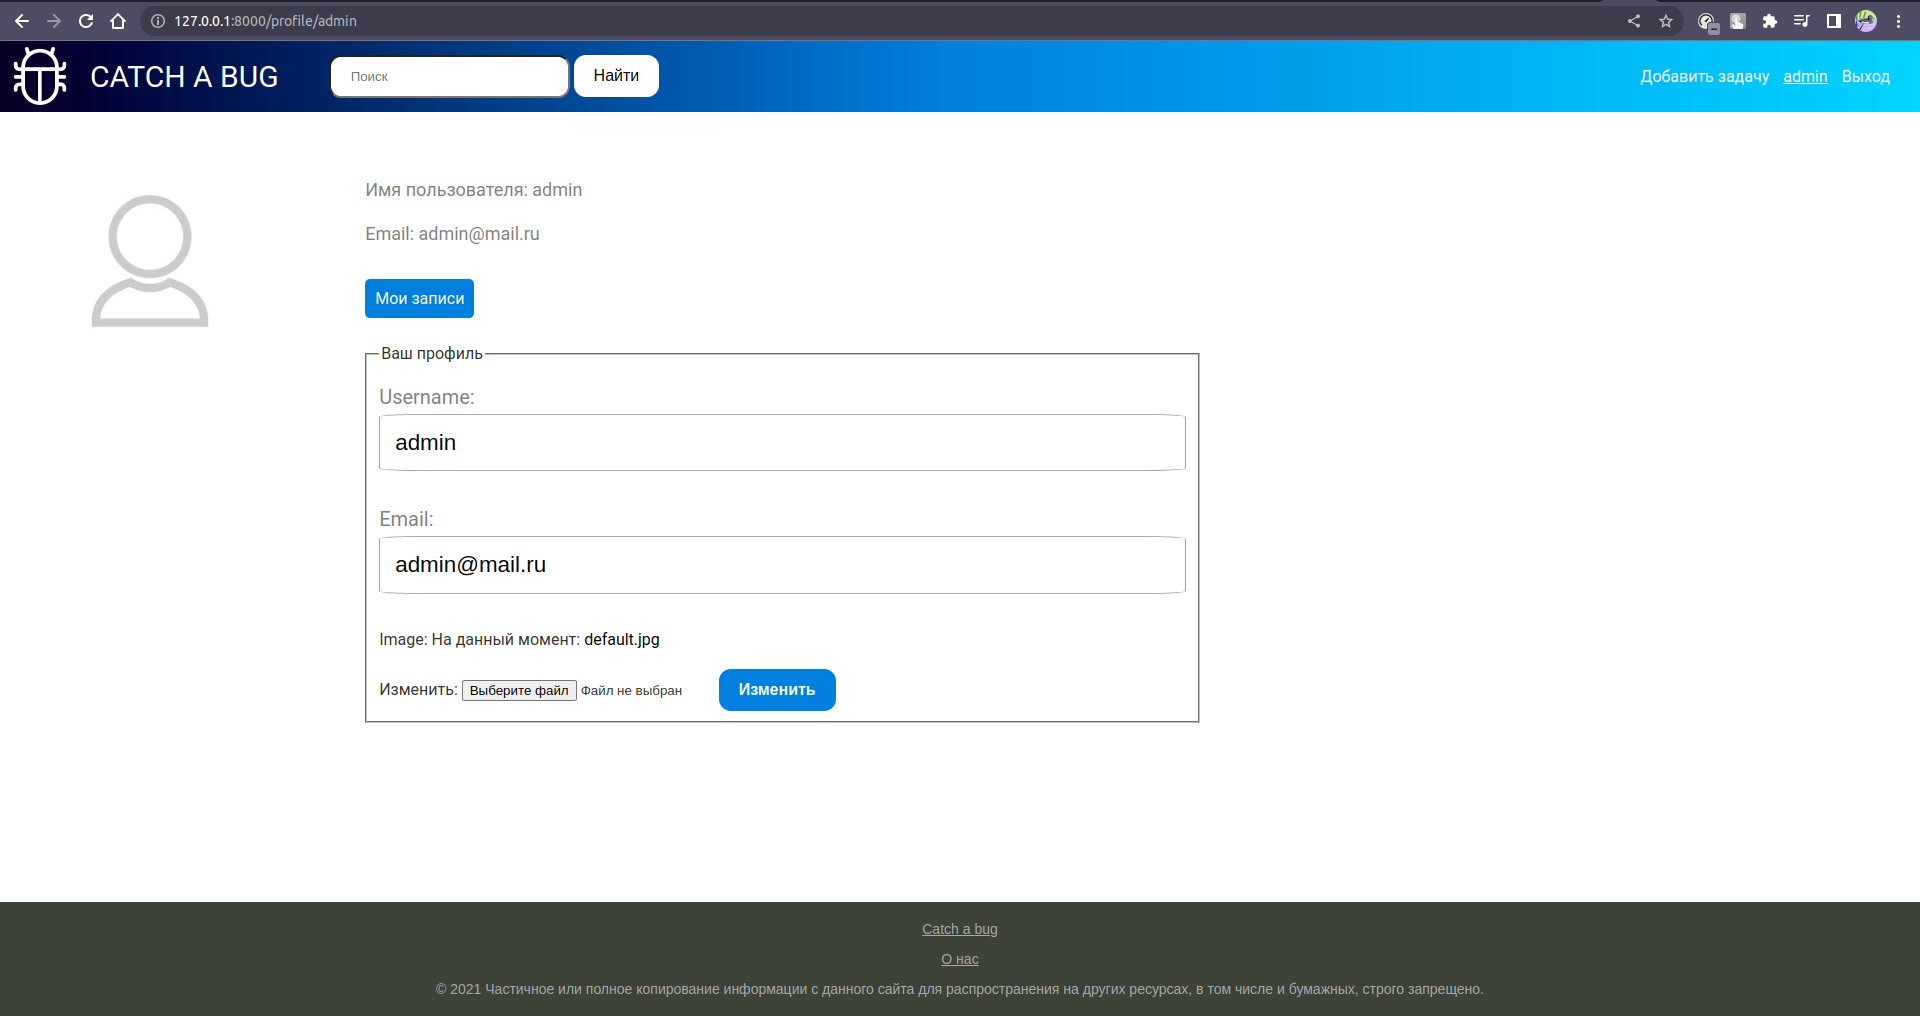 127.0.0.1:8000/profile/admin
CATCH A BUG Поиск Найти Добавить задачу admin Выход
Имя пользователя: admin
Email: admin@mail.ru
Мои записи
Ваш профиль
Username:
admin
Email:
admin@mail.ru
Image: На данный момент: default.jpg
Изменить: Выберите файл Файл не выбран Изменить
Catch a bug
О нас
© 2021 Частичное или полное копирование информации с данного сайта для распространения на других ресурсах, в том числе и бумажных, строго запрещено.